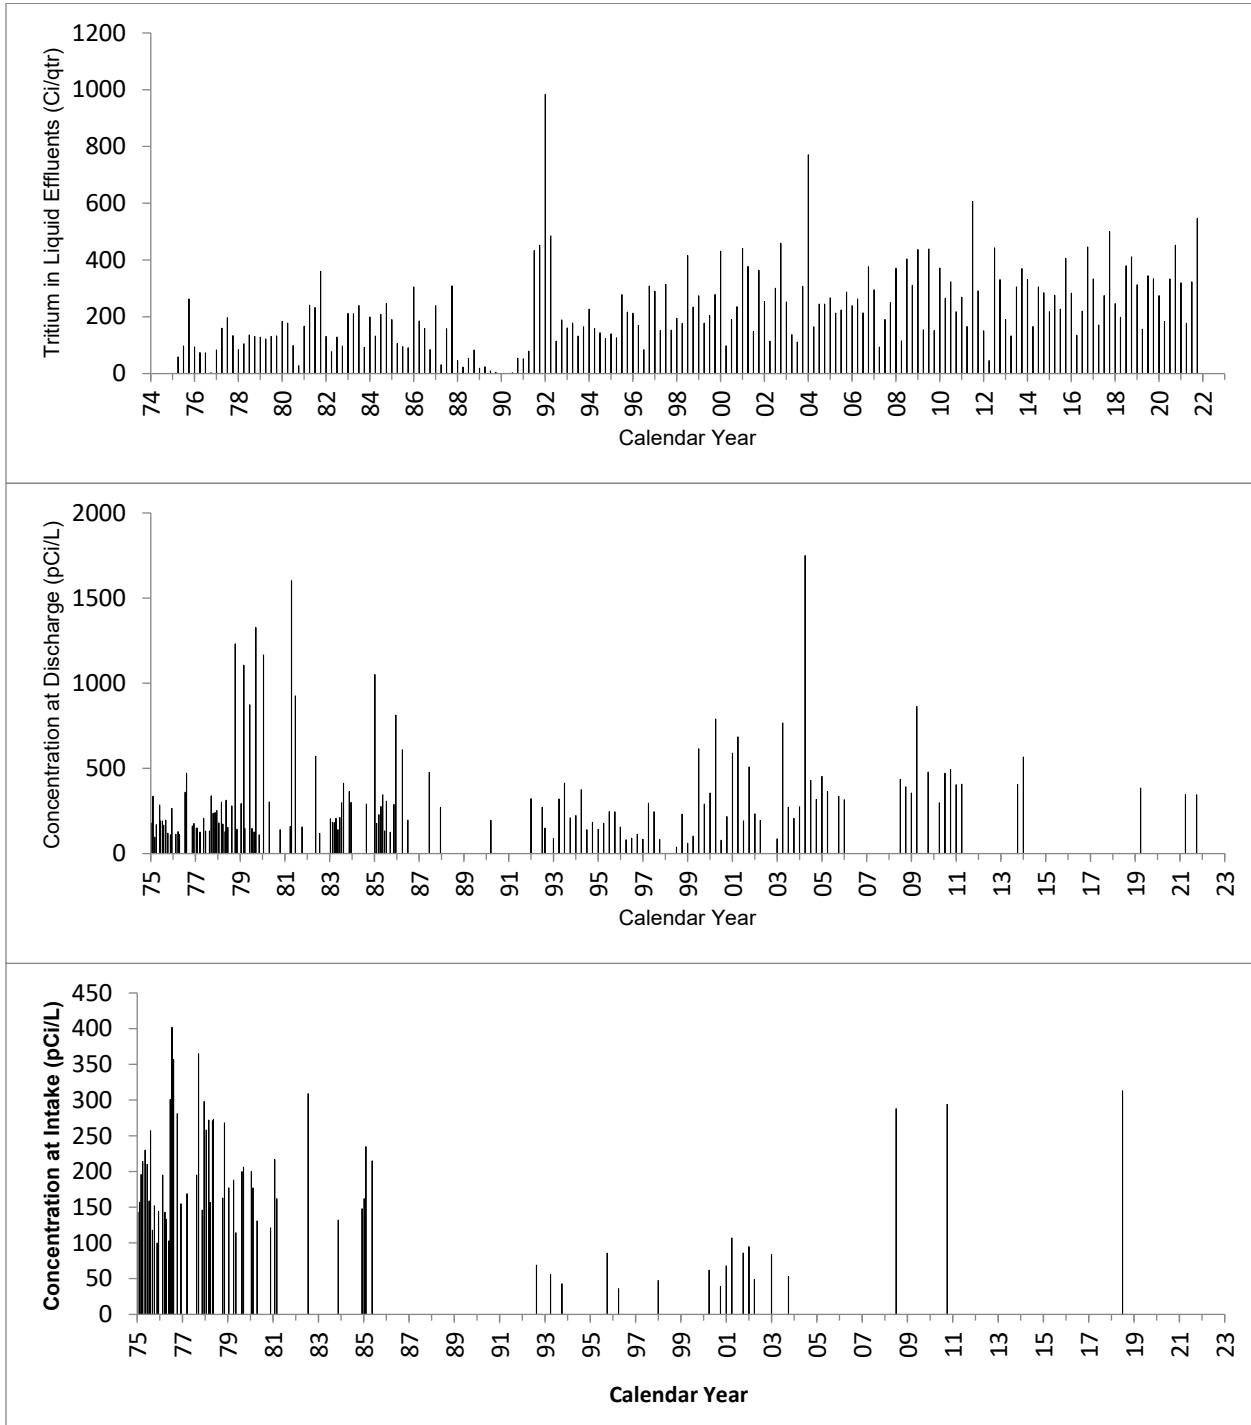 Tritium in Liquid Effluents (Ci/qtr)
1200
1000
800
600
400
200
0
74 76 78 80 82 84 86 88 90 92 94 96 98 00 02 04 06 08 10 12 14 16 18 20 22
Calendar Year
Concentration at Discharge (pCi/L)
2000
1500
1000
500
0
75 77 79 81 83 85 87 89 91 93 95 97 99 01 03 05 07 09 11 13 15 17 19 21 23
Calendar Year
Concentration at Intake (pCi/L)
450
400
350
300
250
200
150
100
50
0
75 77 79 81 83 85 87 89 91 93 95 97 99 01 03 05 07 09 11 13 15 17 19 21 23
Calendar Year